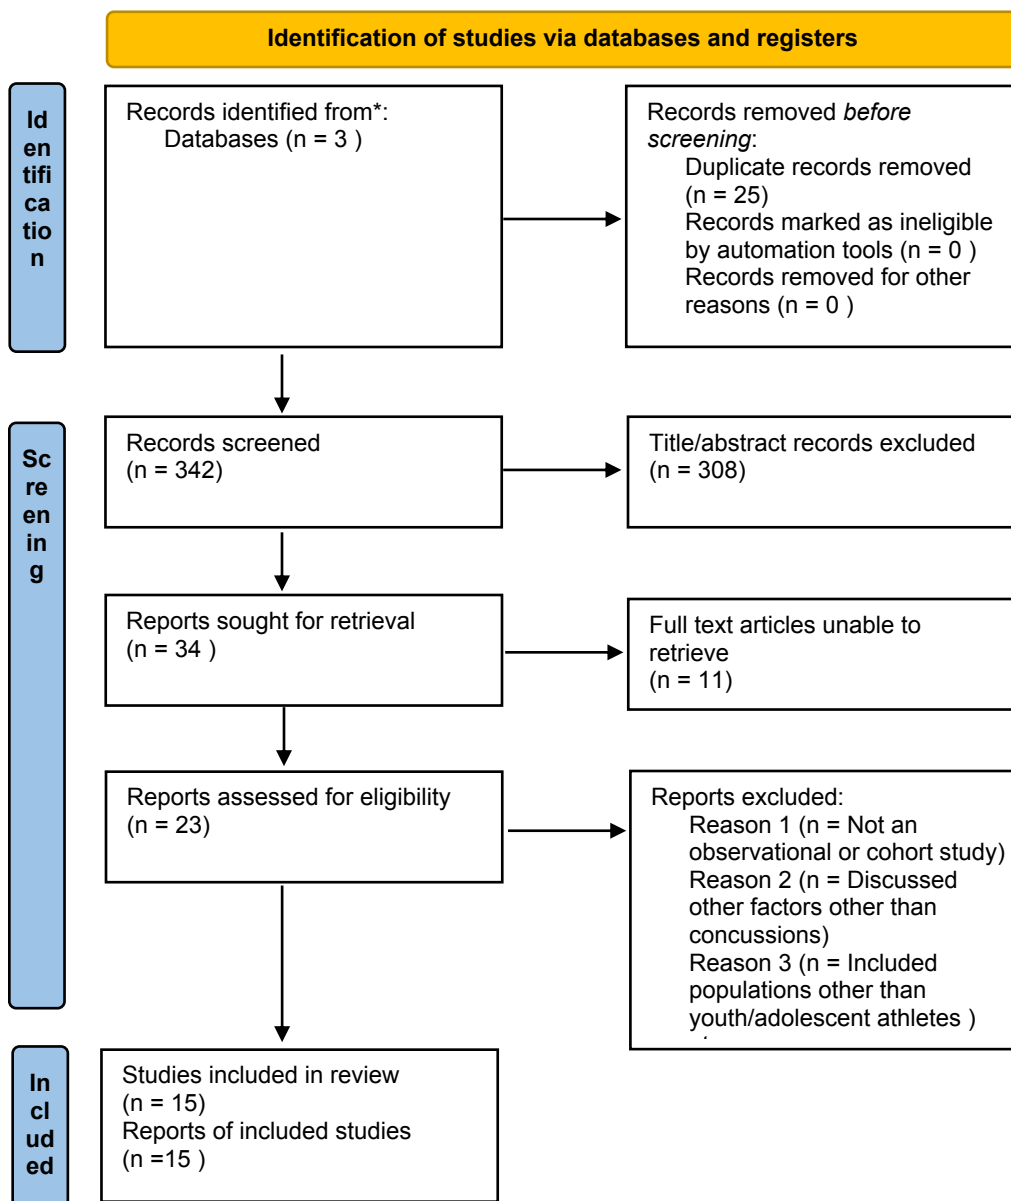 Identification of studies via databases and registers
Id
en
tifi
ca
tio
n
Records identified from*:
Databases (n = 3 )
Records removed before
screening:
Duplicate records removed
(n = 25)
Records marked as ineligible
by automation tools (n = 0 )
Records removed for other
reasons (n = 0 )
Sc
re
en
in
g
Records screened
(n = 342)
Title/abstract records excluded
(n = 308)
Reports sought for retrieval
(n = 34 )
Full text articles unable to
retrieve
(n = 11)
Reports assessed for eligibility
(n = 23)
Reports excluded:
Reason 1 (n = Not an
observational or cohort study)
Reason 2 (n = Discussed
other factors other than
concussions)
Reason 3 (n = Included
populations other than
youth/adolescent athletes )
In
cl
ud
ed
Studies included in review
(n = 15)
Reports of included studies
(n =15 )